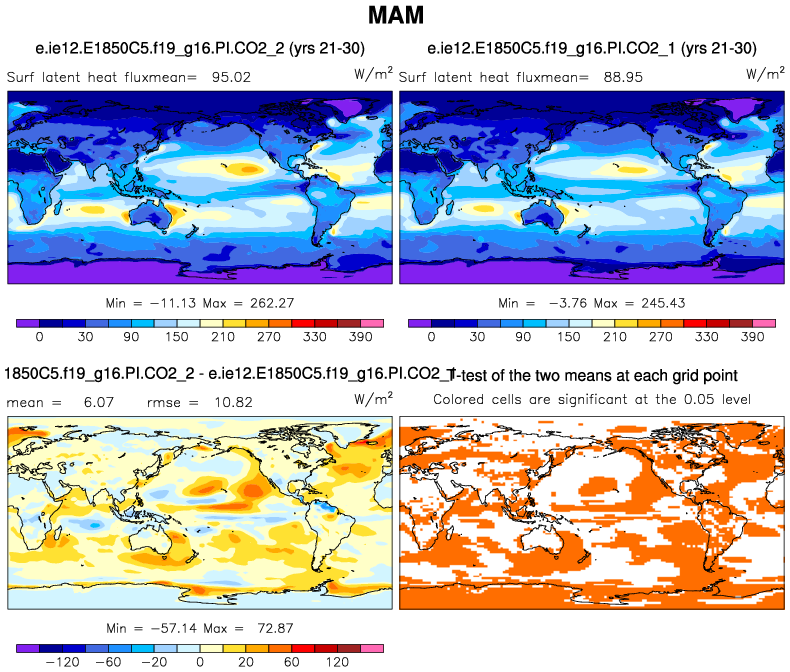 MAM
e.ie12.E1850C5.f19_g16.PI.CO2_2 (yrs 21-30)
e.ie12.E1850C5.f19_g16.PI.CO2_1 (yrs 21-30)
Surf latent heat fluxmean= 95.02 W/m²
Surf latent heat fluxmean= 88.95 W/m²
Min = −11.13 Max = 262.27
Min = −3.76 Max = 245.43
0 30 90 150 210 270 330 390
0 30 90 150 210 270 330 390
1850C5.f19_g16.PI.CO2_2 - e.ie12.E1850C5.f19_g16.PI.CO2_
T-test of the two means at each grid point
mean = 6.07 rmse = 10.82 W/m²
Colored cells are significant at the 0.05 level
Min = −57.14 Max = 72.87
−120 −60 −20 0 20 60 120